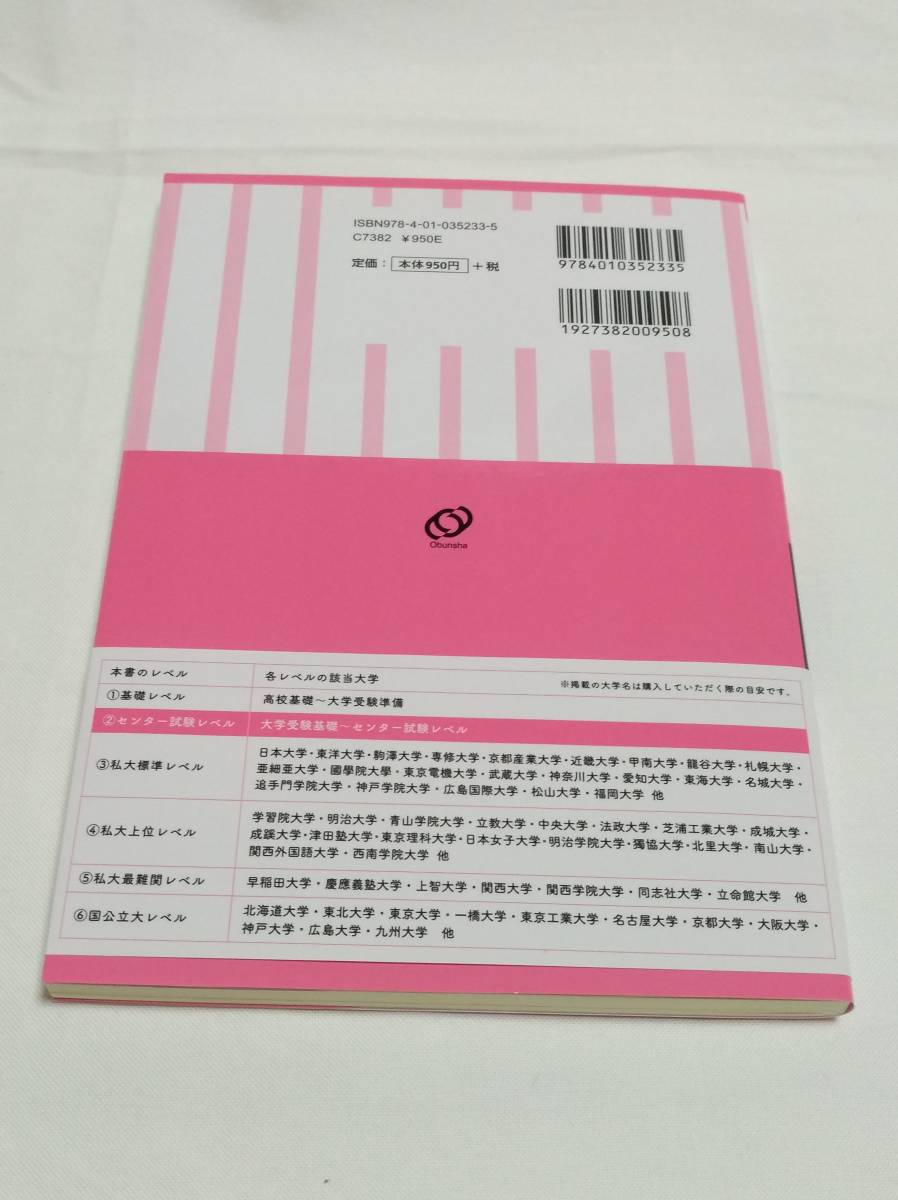 ISBN978-4-01-035233-5
C7382 ¥950E
定価：本体950円＋税
9784010352335
1927382009508
Obunsha
本書のレベル 各レベルの該当大学 ※掲載の大学名は購入していただく際の目安です。
①基礎レベル 高校基礎～大学受験準備
②センター試験レベル 大学受験基礎～センター試験レベル
③私大標準レベル 日本大学・東洋大学・駒澤大学・専修大学・京都産業大学・近畿大学・甲南大学・龍谷大学・札幌大学・
亜細亜大学・國學院大學・東京電機大学・武蔵大学・神奈川大学・愛知大学・東海大学・名城大学・
追手門学院大学・神戸学院大学・広島国際大学・松山大学・福岡大学 他
④私大上位レベル 学習院大学・明治大学・青山学院大学・立教大学・中央大学・法政大学・芝浦工業大学・成城大学・
成蹊大学・津田塾大学・東京理科大学・日本女子大学・明治学院大学・獨協大学・北里大学・南山大学・
関西外国語大学・西南学院大学 他
⑤私大最難関レベル 早稲田大学・慶應義塾大学・上智大学・関西大学・関西学院大学・同志社大学・立命館大学 他
⑥国公立大レベル 北海道大学・東北大学・東京大学・一橋大学・東京工業大学・名古屋大学・京都大学・大阪大学・
神戸大学・広島大学・九州大学 他